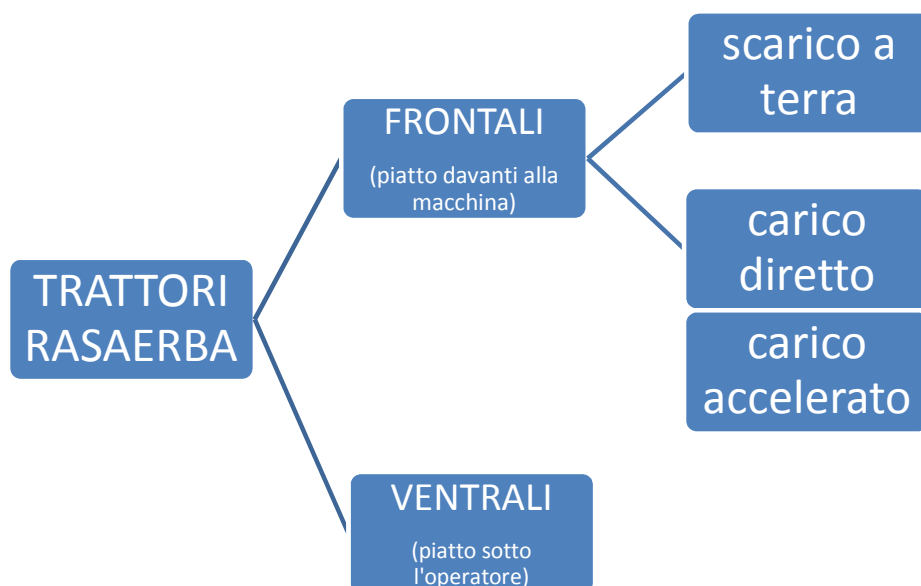 TRATTORI
RASAERBA
FRONTALI
(piatto davanti alla
macchina)
VENTRALI
(piatto sotto
l'operatore)
scarico a
terra
carico
diretto
carico
accelerato